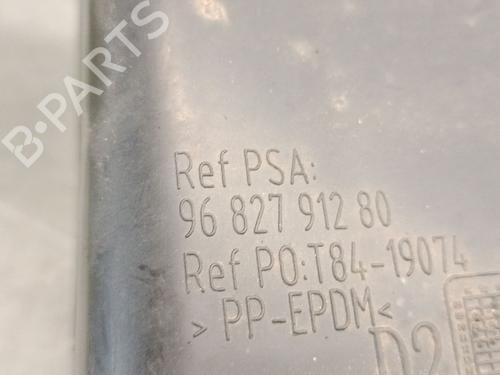 B-PARTS
Ref PSA:
96 827 912 80
Ref PO:T84-19074
>PP-EPDM<
D2